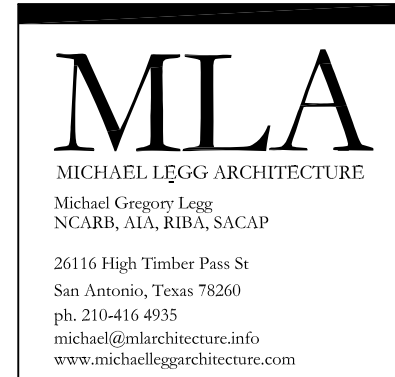 MLA
MICHAEL LEGG ARCHITECTURE
Michael Gregory Legg
NCARB, AIA, RIBA, SACAP
26116 High Timber Pass St
San Antonio, Texas 78260
ph. 210-416 4935
michael@mlarchitecture.info
www.michaelleggarchitecture.com